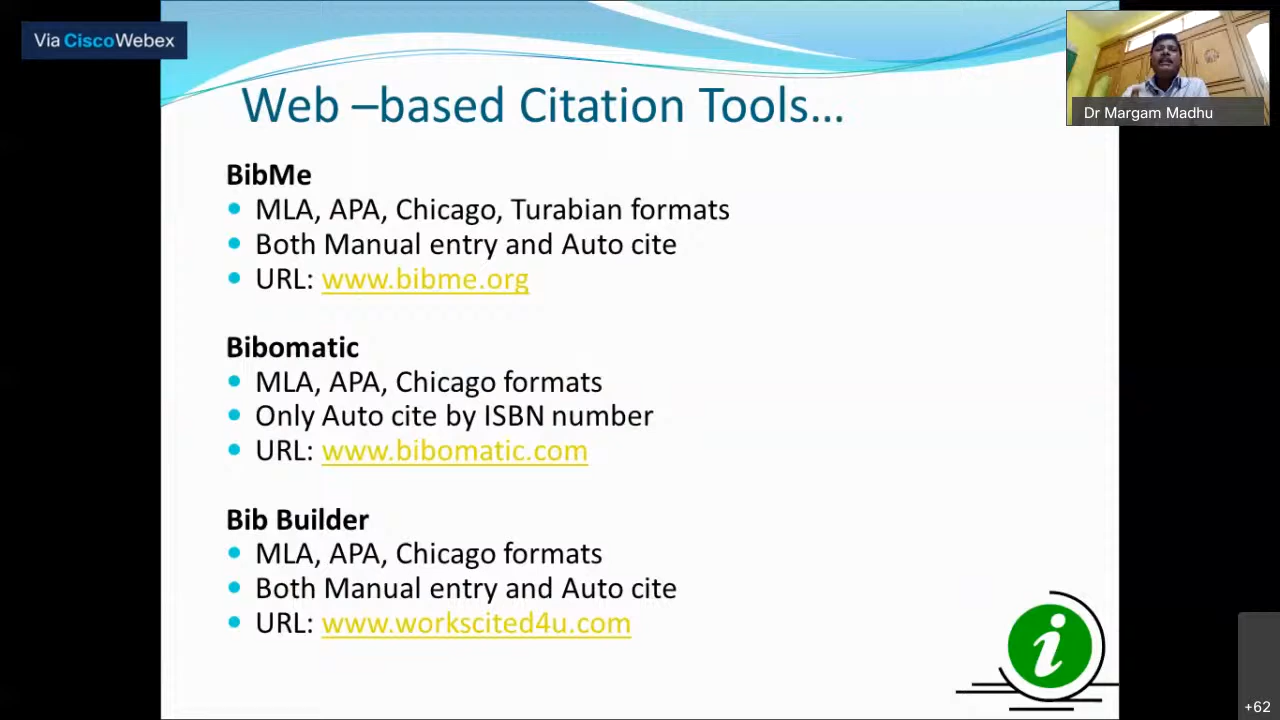 Via CiscoWebex
Dr Margam Madhu
Web –based Citation Tools...
BibMe
MLA, APA, Chicago, Turabian formats
Both Manual entry and Auto cite
URL: www.bibme.org
Bibomatic
MLA, APA, Chicago formats
Only Auto cite by ISBN number
URL: www.bibomatic.com
Bib Builder
MLA, APA, Chicago formats
Both Manual entry and Auto cite
URL: www.workscited4u.com
i
+62